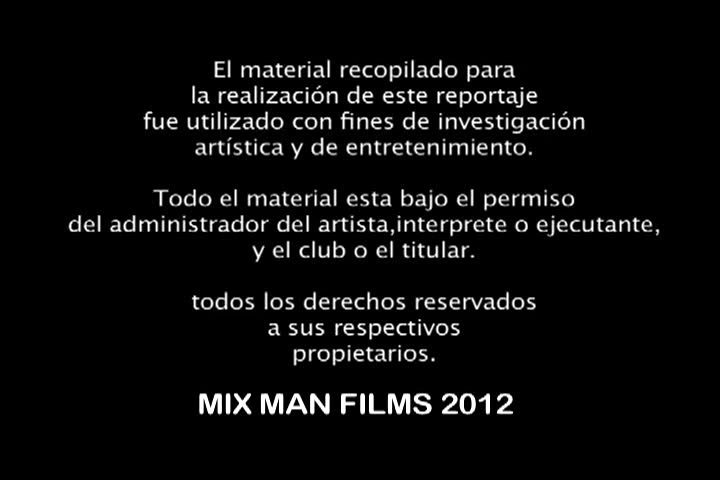 El material recopilado para
la realización de este reportaje
fue utilizado con fines de investigación
artística y de entretenimiento.
Todo el material esta bajo el permiso
del administrador del artista,interprete o ejecutante,
y el club o el titular.
todos los derechos reservados
a sus respectivos
propietarios.
MIX MAN FILMS 2012